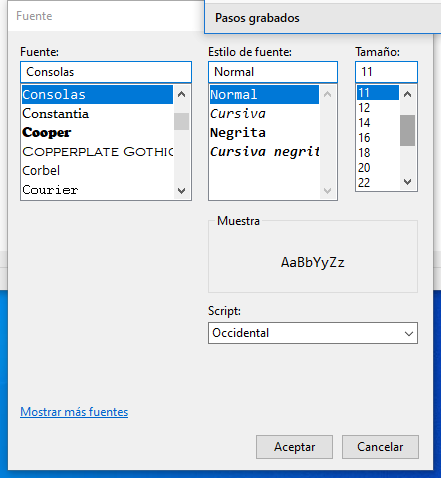 Fuente
Pasos grabados
Fuente:
Estilo de fuente:
Tamaño:
Consolas
Normal
11
Consolas
Constantia
Cooper
Copperplate Gothic
Corbel
Courier
Normal
Cursiva
Negrita
Cursiva negrit
11
12
14
16
18
20
22
Muestra
AaBbYyZz
Script:
Occidental
Mostrar más fuentes
Aceptar
Cancelar